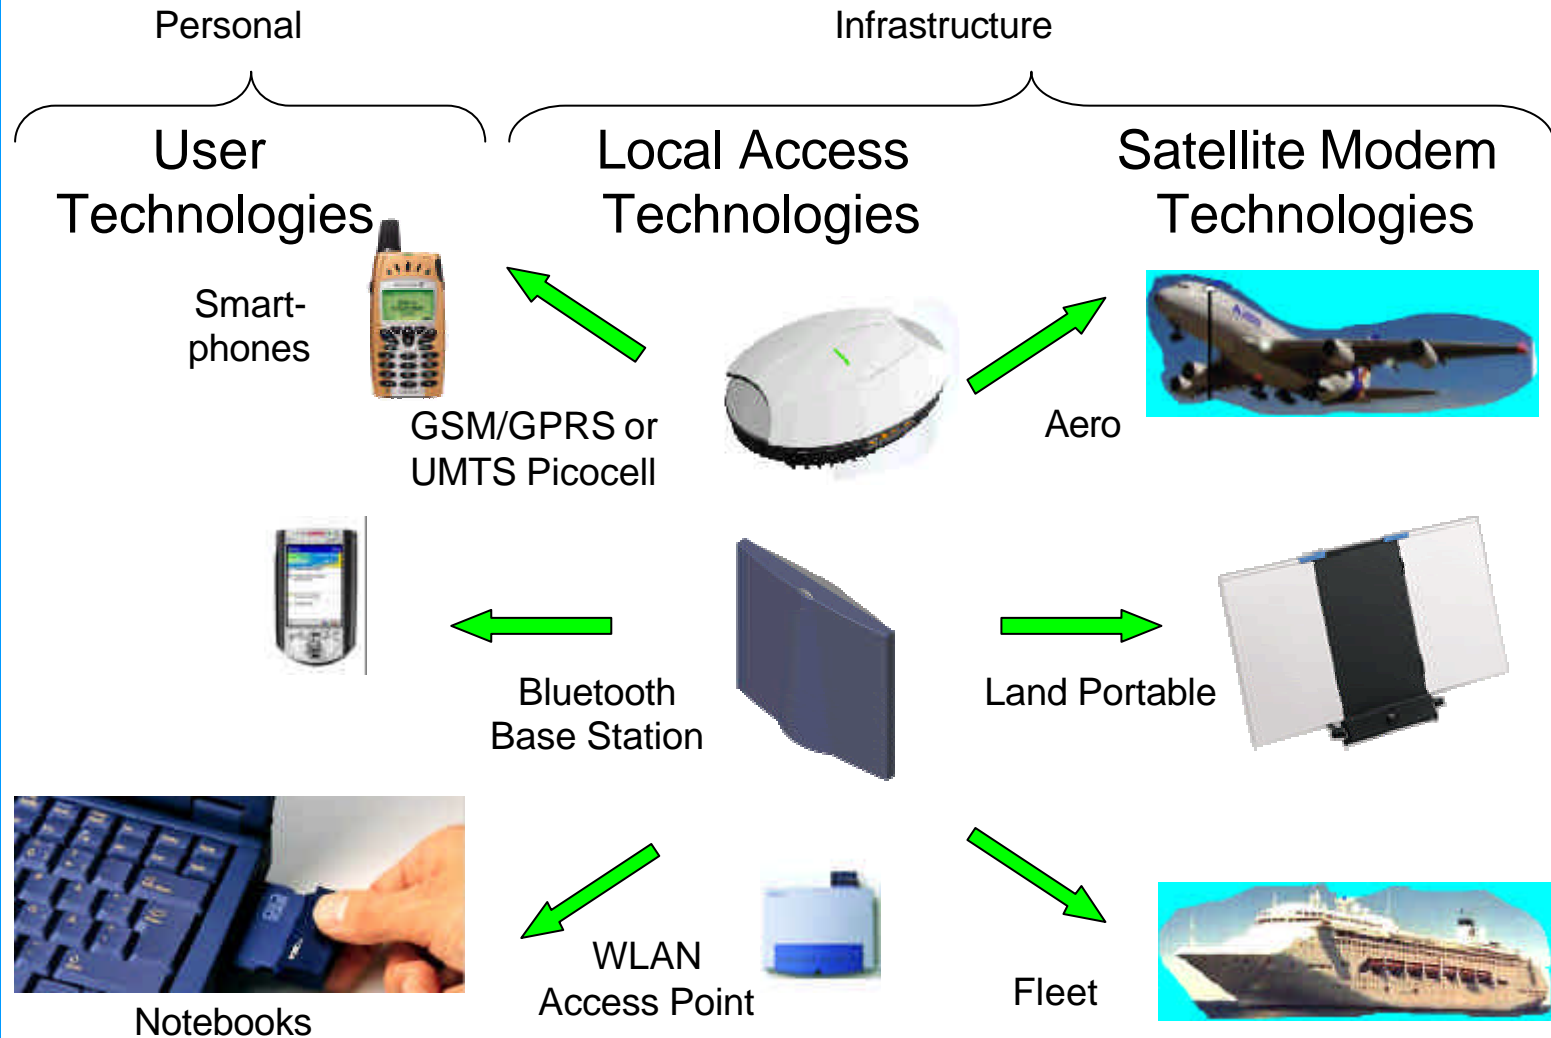 Personal
Infrastructure
User
Technologies
Local Access
Technologies
Satellite Modem
Technologies
Smart-
phones
GSM/GPRS or
UMTS Picocell
Aero
Bluetooth
Base Station
Land Portable
WLAN
Access Point
Fleet
Notebooks